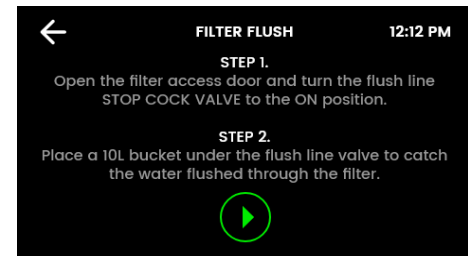 FILTER FLUSH
12:12 PM
STEP 1.
Open the filter access door and turn the flush line
STOP COCK VALVE to the ON position.
STEP 2.
Place a 10L bucket under the flush line valve to catch
the water flushed through the filter.